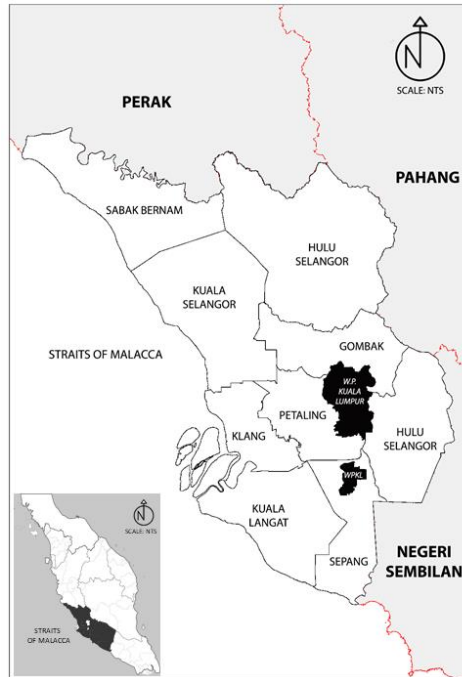 SCALE: NTS
PERAK
PAHANG
SABAK BERNAM
HULU
SELANGOR
KUALA
SELANGOR
GOMBAK
STRAITS OF MALACCA
W.P.
KUALA
LUMPUR
PETALING
KLANG
HULU
SELANGOR
WPKL
KUALA
LANGAT
SEPANG
NEGERI
SEMBILAN
SCALE: NTS
STRAITS
OF MALACCA